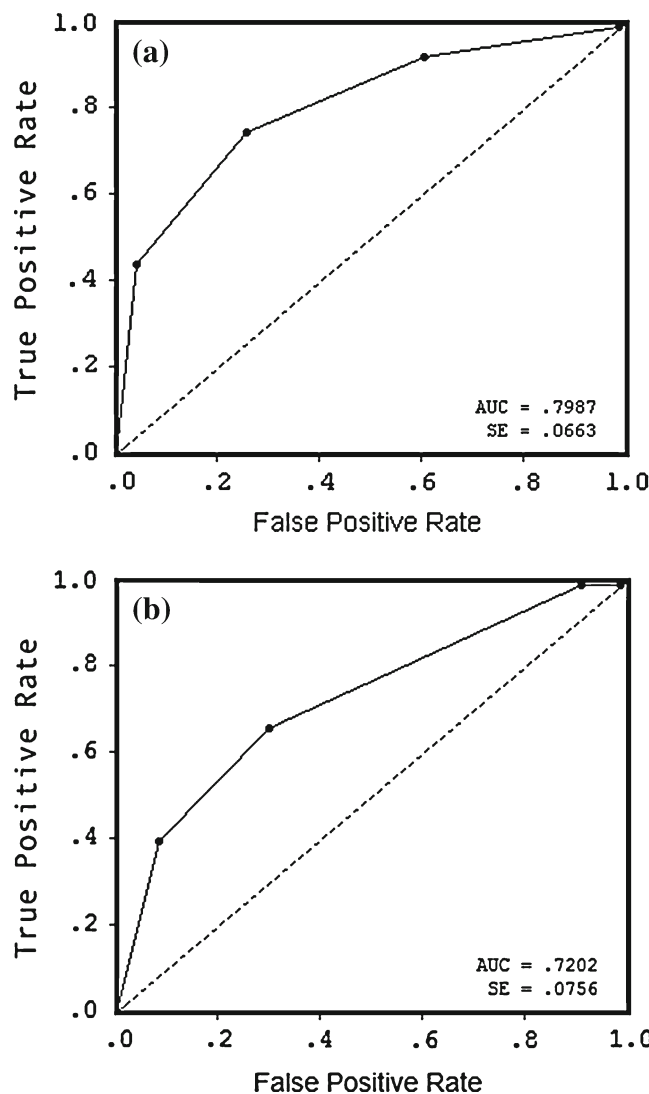 1.0
(a)
.8
.6
.4
.2
.0
True Positive Rate
AUC = .7987
SE = .0663
.0 .2 .4 .6 .8 1.0
False Positive Rate
1.0
(b)
.8
.6
.4
.2
.0
True Positive Rate
AUC = .7202
SE = .0756
.0 .2 .4 .6 .8 1.0
False Positive Rate